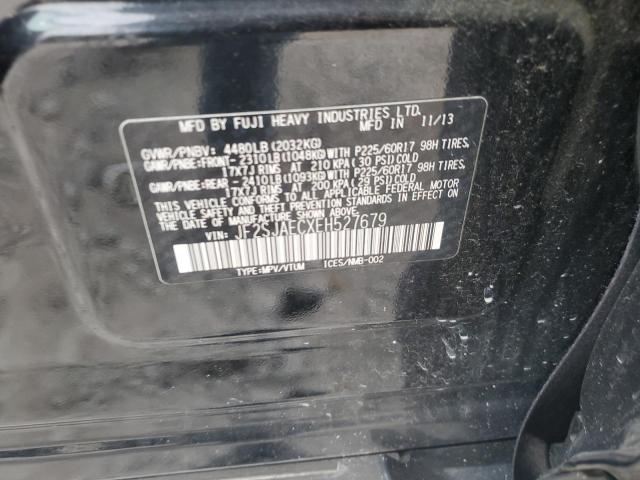 MFD BY FUJI HEAVY INDUSTRIES LTD.
MFD IN 11/13
GVWR/PNBV: 4480LB(2032KG)
GAWR/PNBE:FRONT- 2310LB(1048KG) WITH P225/60R17 98H TIRES,
17X7J RIMS AT 210 KPA(30 PSI)COLD
GAWR/PNBE:REAR- 2410LB(1093KG)WITH P225/60R17 98H TIRES,
17X7J RIMS AT 200 KPA(29 PSI)COLD
THIS VEHICLE CONFORMS TO ALL APPLICABLE FEDERAL MOTOR
VEHICLE SAFETY AND BUMPER STANDARDS IN EFFECT ON
THE DATE OF MANUFACTURE SHOWN ABOVE.
VIN: JF2SJAECXEH527679
TYPE:MPV/VTUM ICES/NMB-002